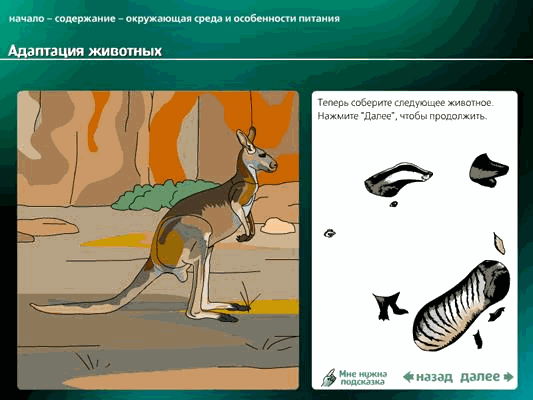 начало – содержание – окружающая среда и особенности питания
Адаптация животных
Теперь соберите следующее животное.
Нажмите "Далее", чтобы продолжить.
Мне нужна
подсказка
назад далее